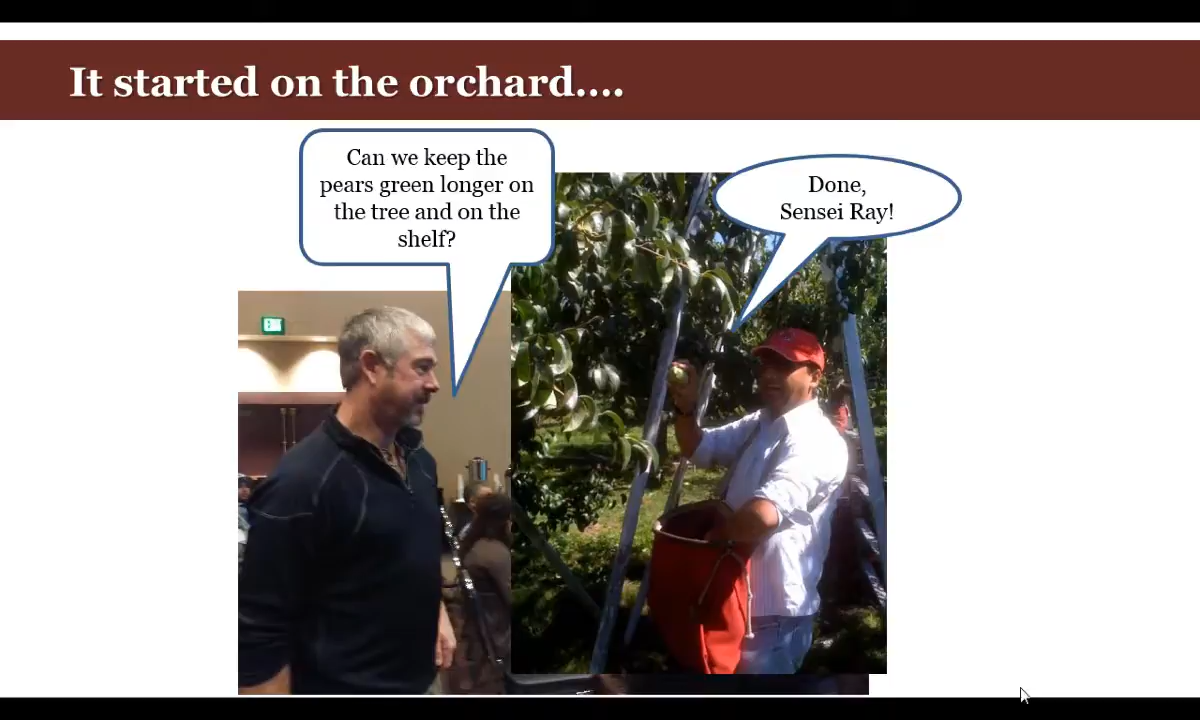 It started on the orchard....
Can we keep the
pears green longer on
the tree and on the
shelf?
Done,
Sensei Ray!